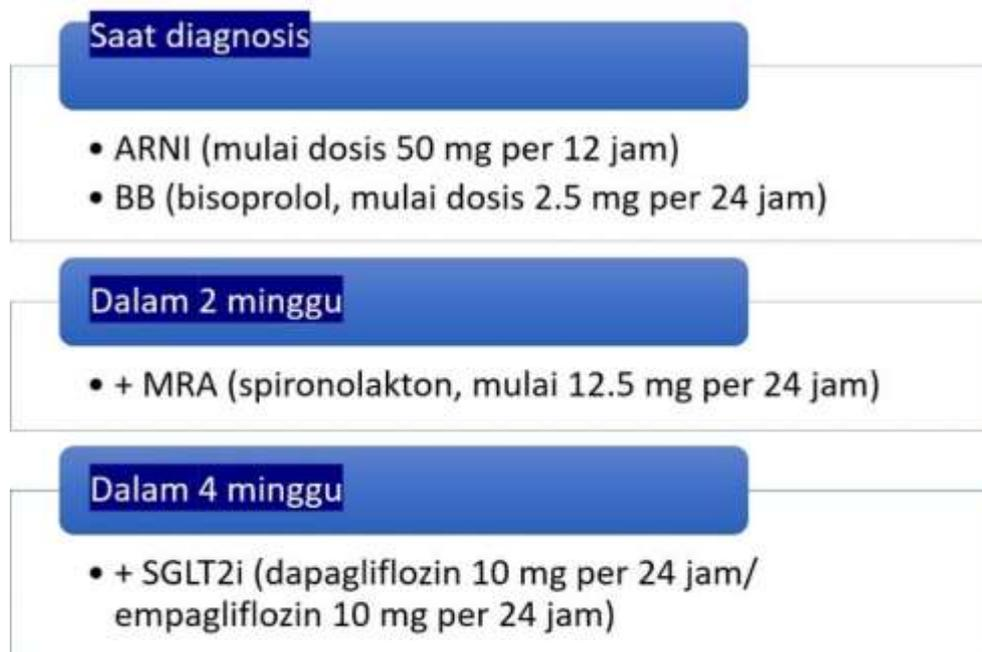 Saat diagnosis
• ARNI (mulai dosis 50 mg per 12 jam)
• BB (bisoprolol, mulai dosis 2.5 mg per 24 jam)
Dalam 2 minggu
• + MRA (spironolakton, mulai 12.5 mg per 24 jam)
Dalam 4 minggu
• + SGLT2i (dapagliflozin 10 mg per 24 jam/
empagliflozin 10 mg per 24 jam)